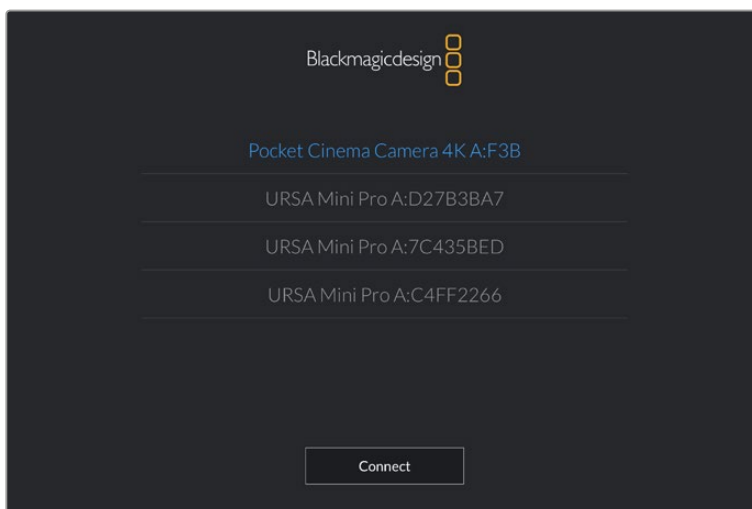 Blackmagicdesign
Pocket Cinema Camera 4K A:F3B
URSA Mini Pro A:D27B3BA7
URSA Mini Pro A:7C435BED
URSA Mini Pro A:C4FF2266
Connect